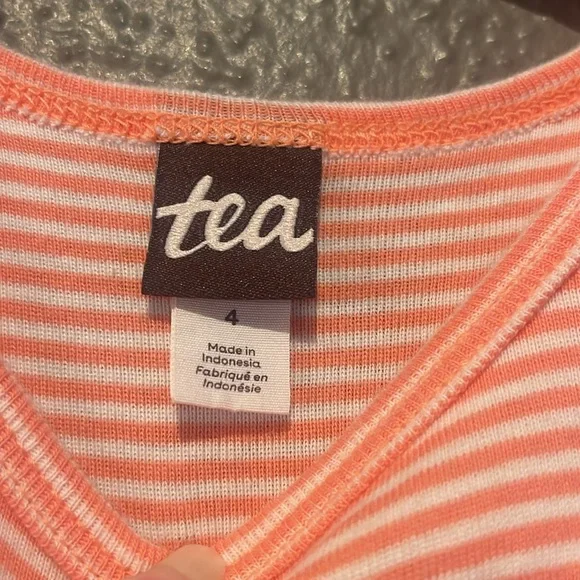 tea
4
Made in
Indonesia
Fabriqué en
Indonésie